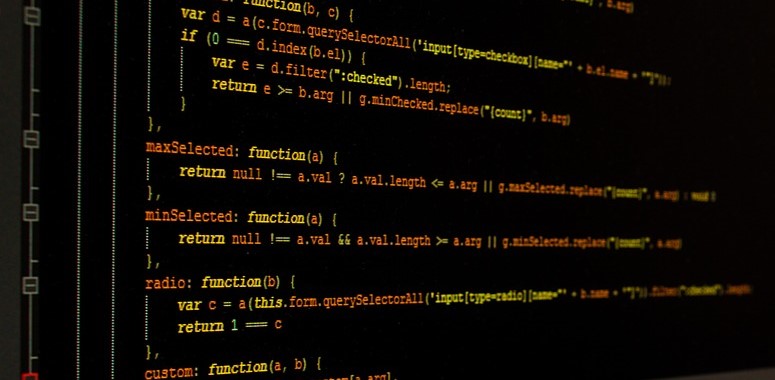 function(b, c) {
var d = a(c.form.querySelectorAll('input[type=checkbox][name="' + b.el.name + '"]'));
if (0 === d.index(b.el)) {
var e = d.filter(":checked").length;
return e >= b.arg || g.minChecked.replace("{count}", b.arg)
}
},
maxSelected: function(a) {
return null !== a.val ? a.val.length <= a.arg || g.maxSelected.replace("{count}", a.arg) : void 0
},
minSelected: function(a) {
return null !== a.val && a.val.length >= a.arg || g.minSelected.replace("{count}", a.arg)
},
radio: function(b) {
var c = a(this.form.querySelectorAll('input[type=radio][name="' + b.name + '"]')).filter(":checked").length;
return 1 === c
},
custom: function(a, b) {